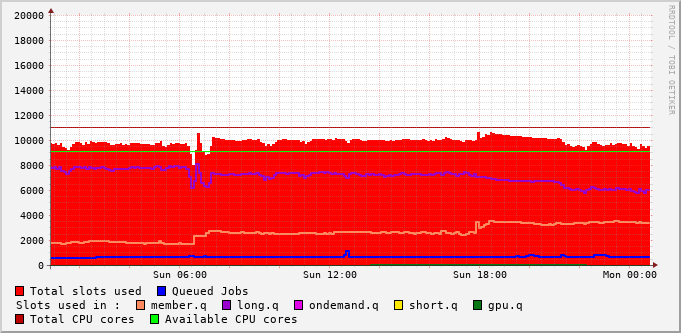 20000
18000
16000
14000
12000
10000
8000
6000
4000
2000
0
Sun 06:00 Sun 12:00 Sun 18:00 Mon 00:00
RRDTOOL / TOBI OETIKER
Total slots used Queued Jobs
Slots used in : member.q long.q ondemand.q short.q gpu.q
Total CPU cores Available CPU cores